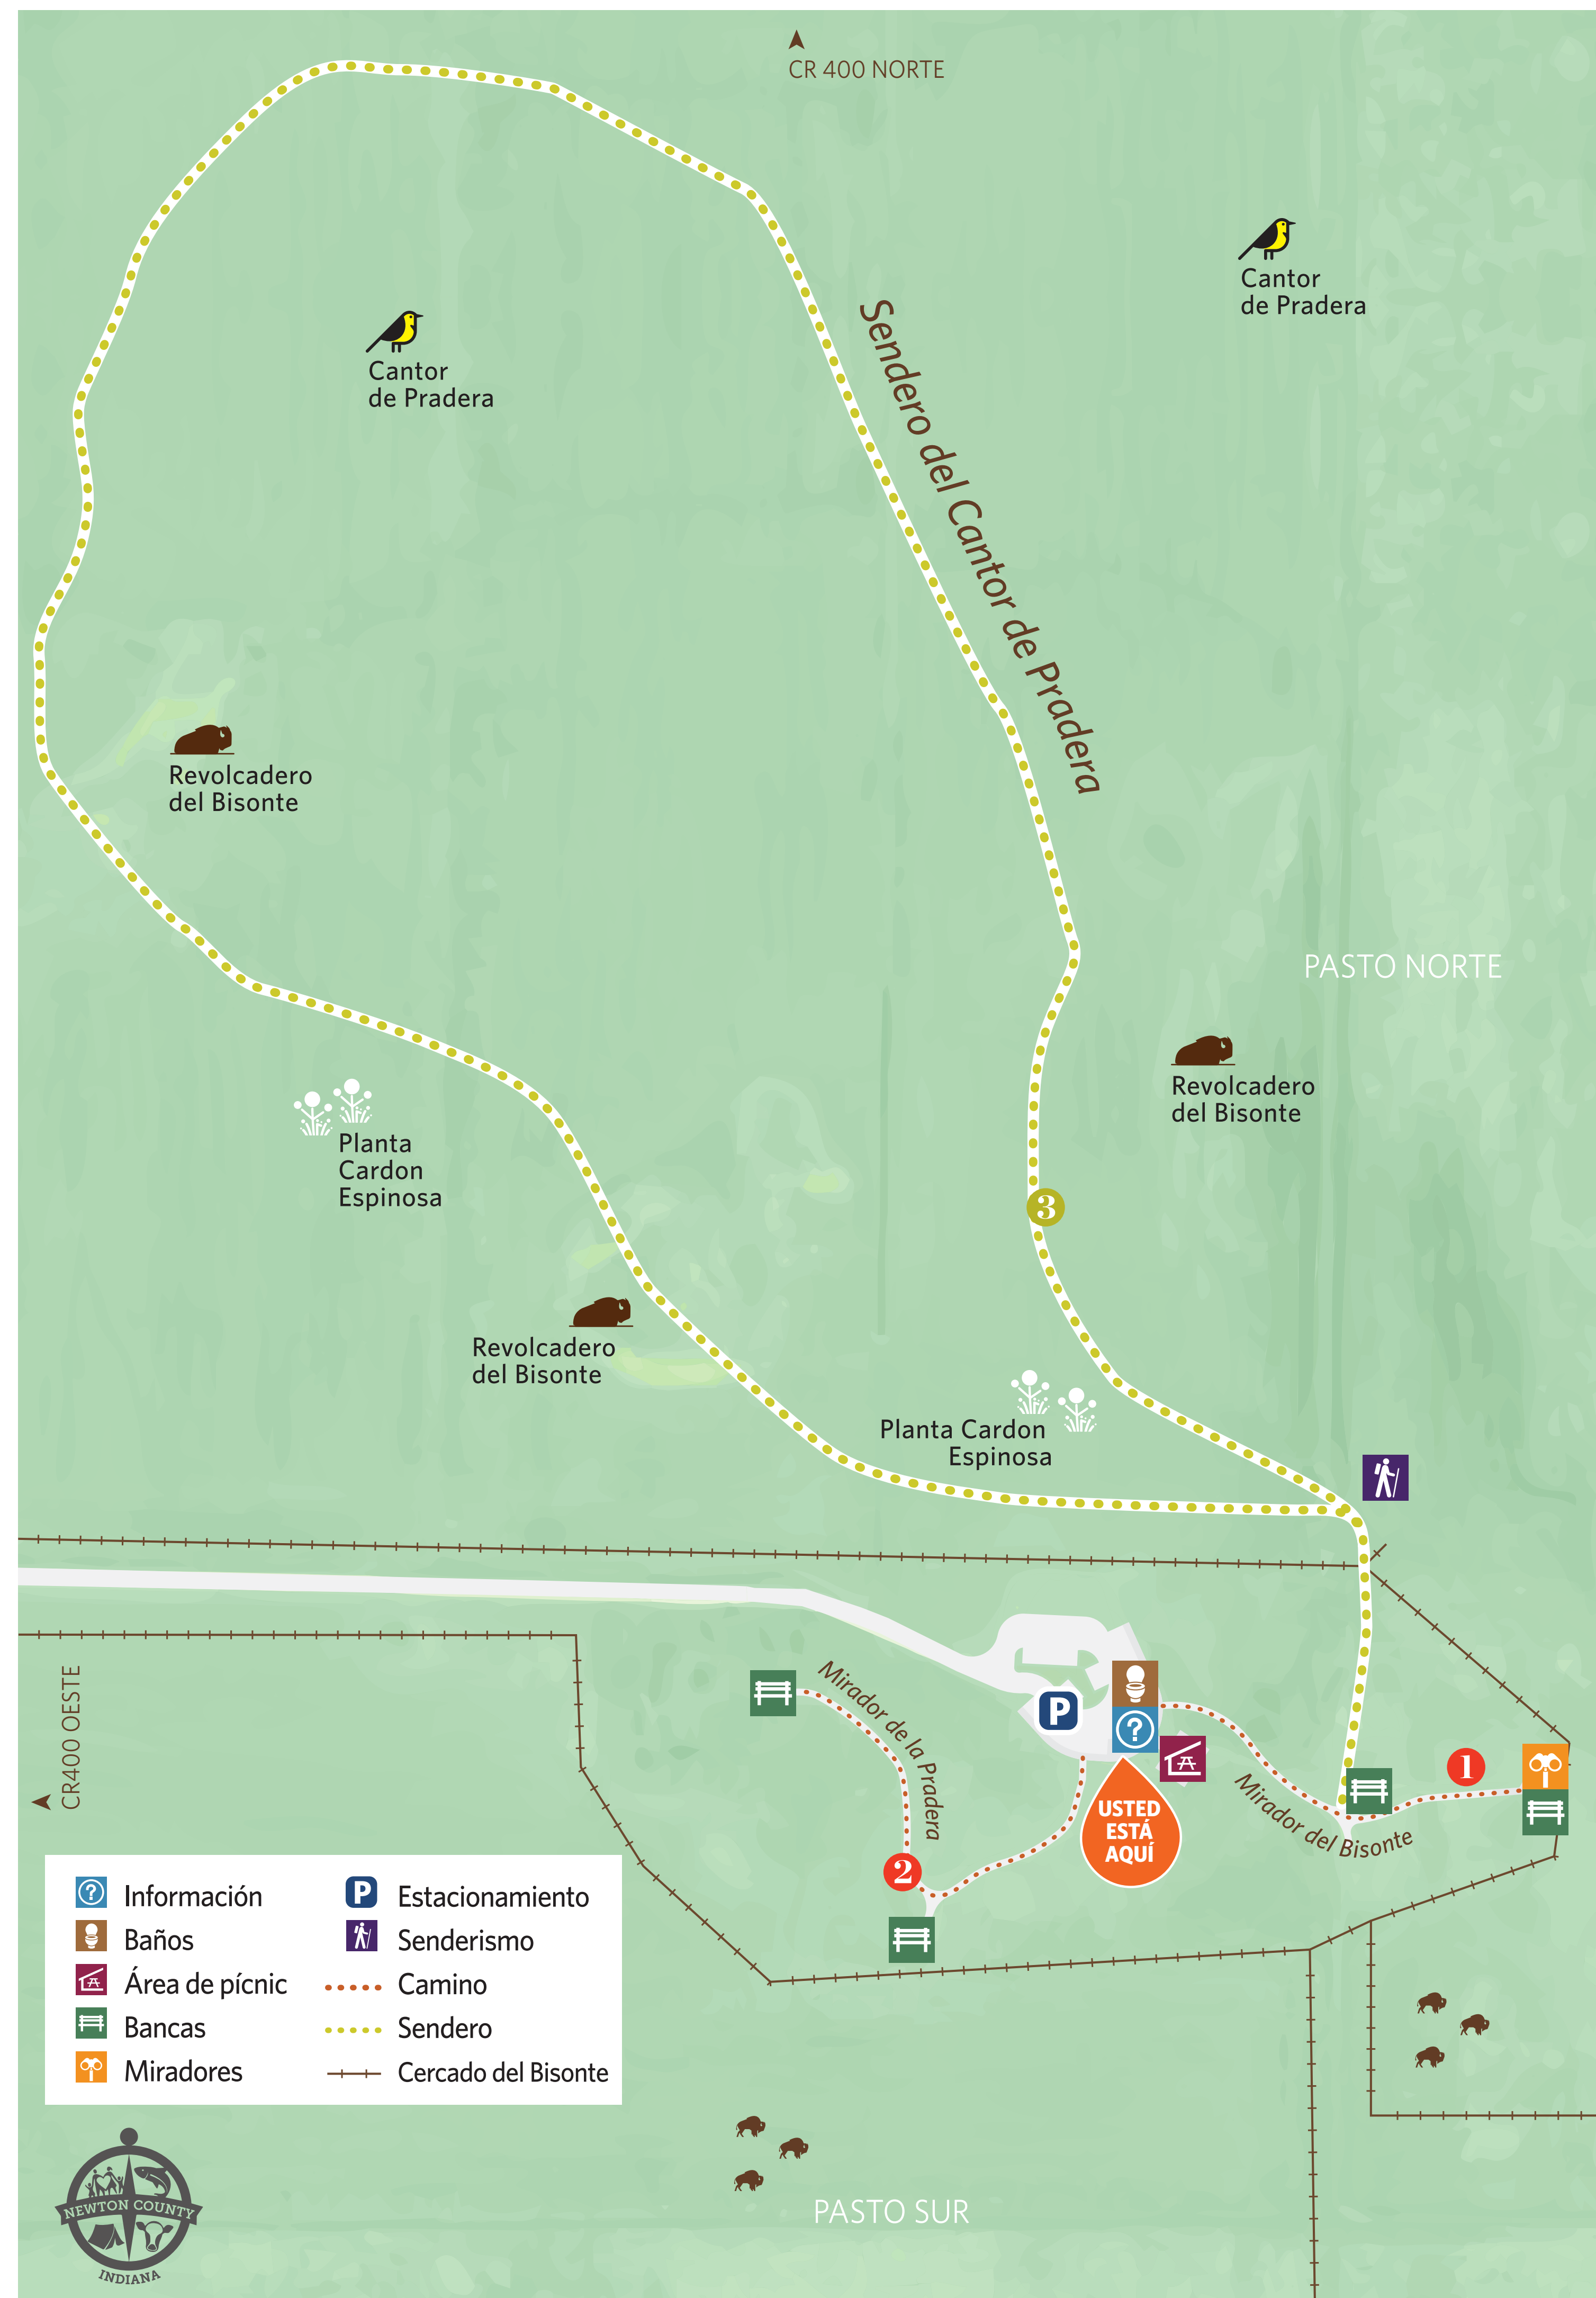 CR 400 NORTE
Cantor
de Pradera
Cantor
de Pradera
Sendero del Cantor de Pradera
Revolcadero
del Bisonte
PASTO NORTE
Revolcadero
del Bisonte
Planta
Cardon
Espinosa
3
Revolcadero
del Bisonte
Planta Cardon
Espinosa
CR400 OESTE
Mirador de la Pradera
P
?
USTED
ESTÁ
AQUÍ
Mirador del Bisonte
1
2
? Información
Baños
Área de pícnic
Bancas
Miradores
P Estacionamiento
Senderismo
Camino
Sendero
Cercado del Bisonte
NEWTON COUNTY
INDIANA
PASTO SUR